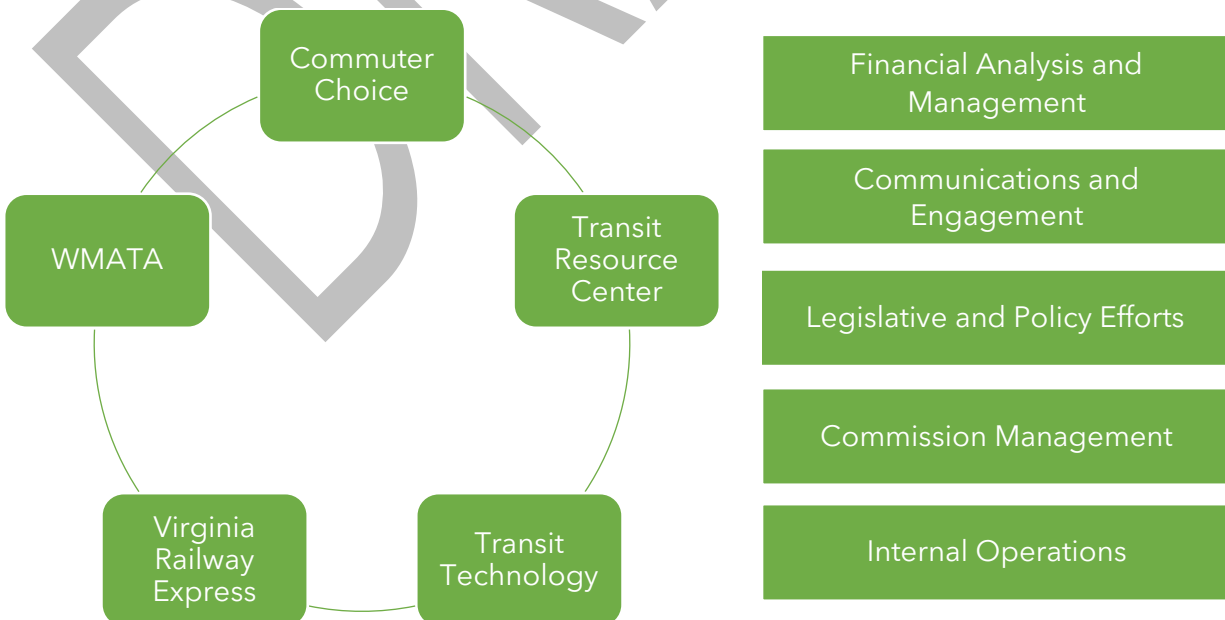 Commuter
Choice
Transit
Resource
Center
Transit
Technology
Virginia
Railway
Express
WMATA
Financial Analysis and
Management
Communications and
Engagement
Legislative and Policy Efforts
Commission Management
Internal Operations